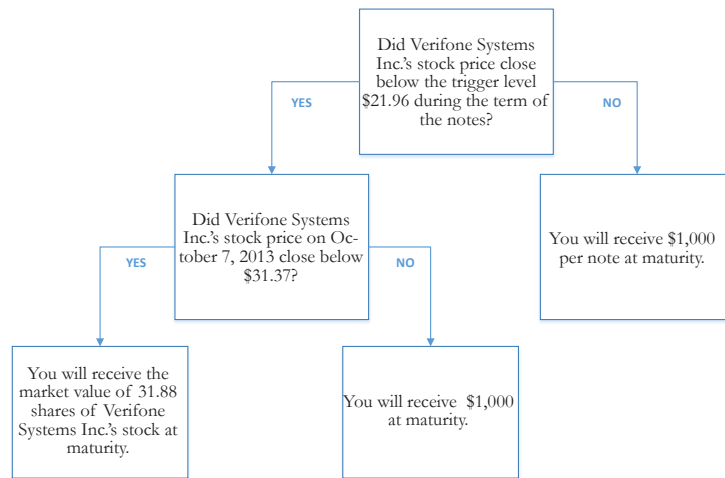 Did Verifone Systems
Inc.'s stock price close
below the trigger level
$21.96 during the term of
the notes?
YES
NO
Did Verifone Systems
Inc.'s stock price on Oc-
tober 7, 2013 close below
$31.37?
You will receive $1,000
per note at maturity.
YES
NO
You will receive the
market value of 31.88
shares of Verifone
Systems Inc.'s stock at
maturity.
You will receive $1,000
at maturity.